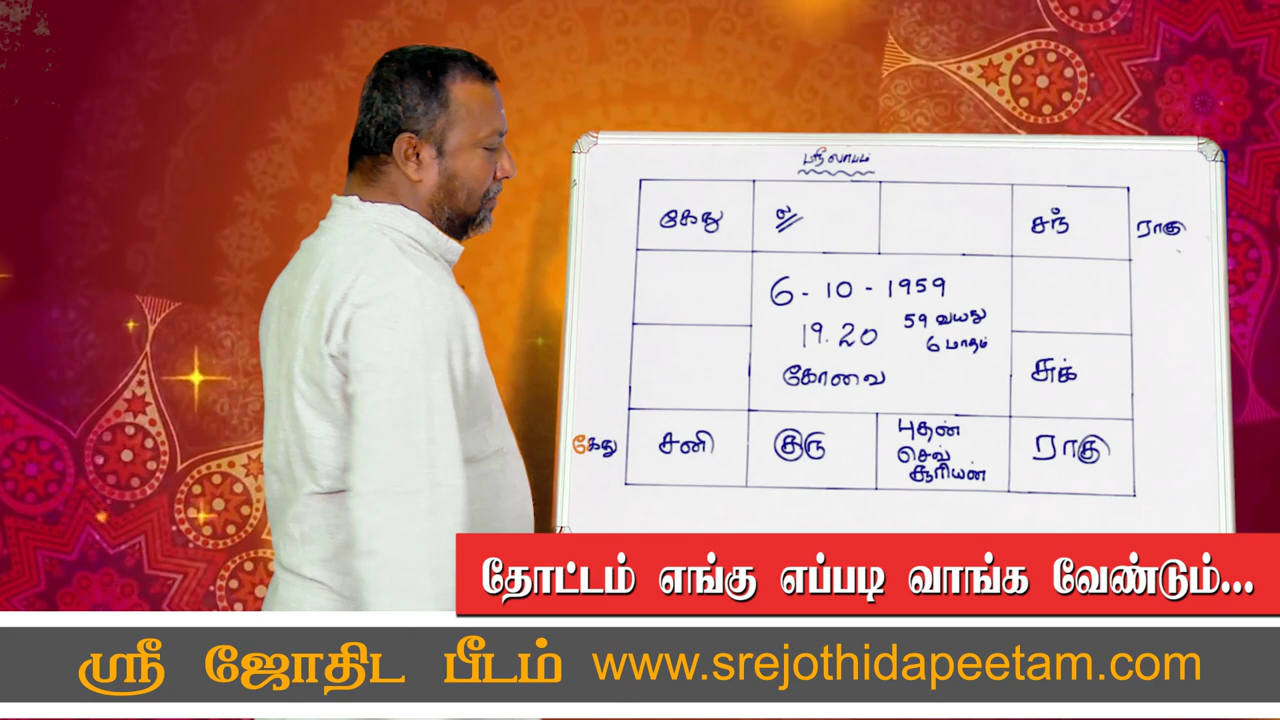 ஸ்ரீ லாபம்
கேது ல சந் ராகு
6 - 10 - 1959
19. 20 59 வயது
6 மாதம்
கோவை சுக்
கேது சனி குரு புதன் ராகு
செவ்
சூரியன்
தோட்டம் எங்கு எப்படி வாங்க வேண்டும்...
ஸ்ரீ ஜோதிட பீடம் www.srejothidapeetam.com